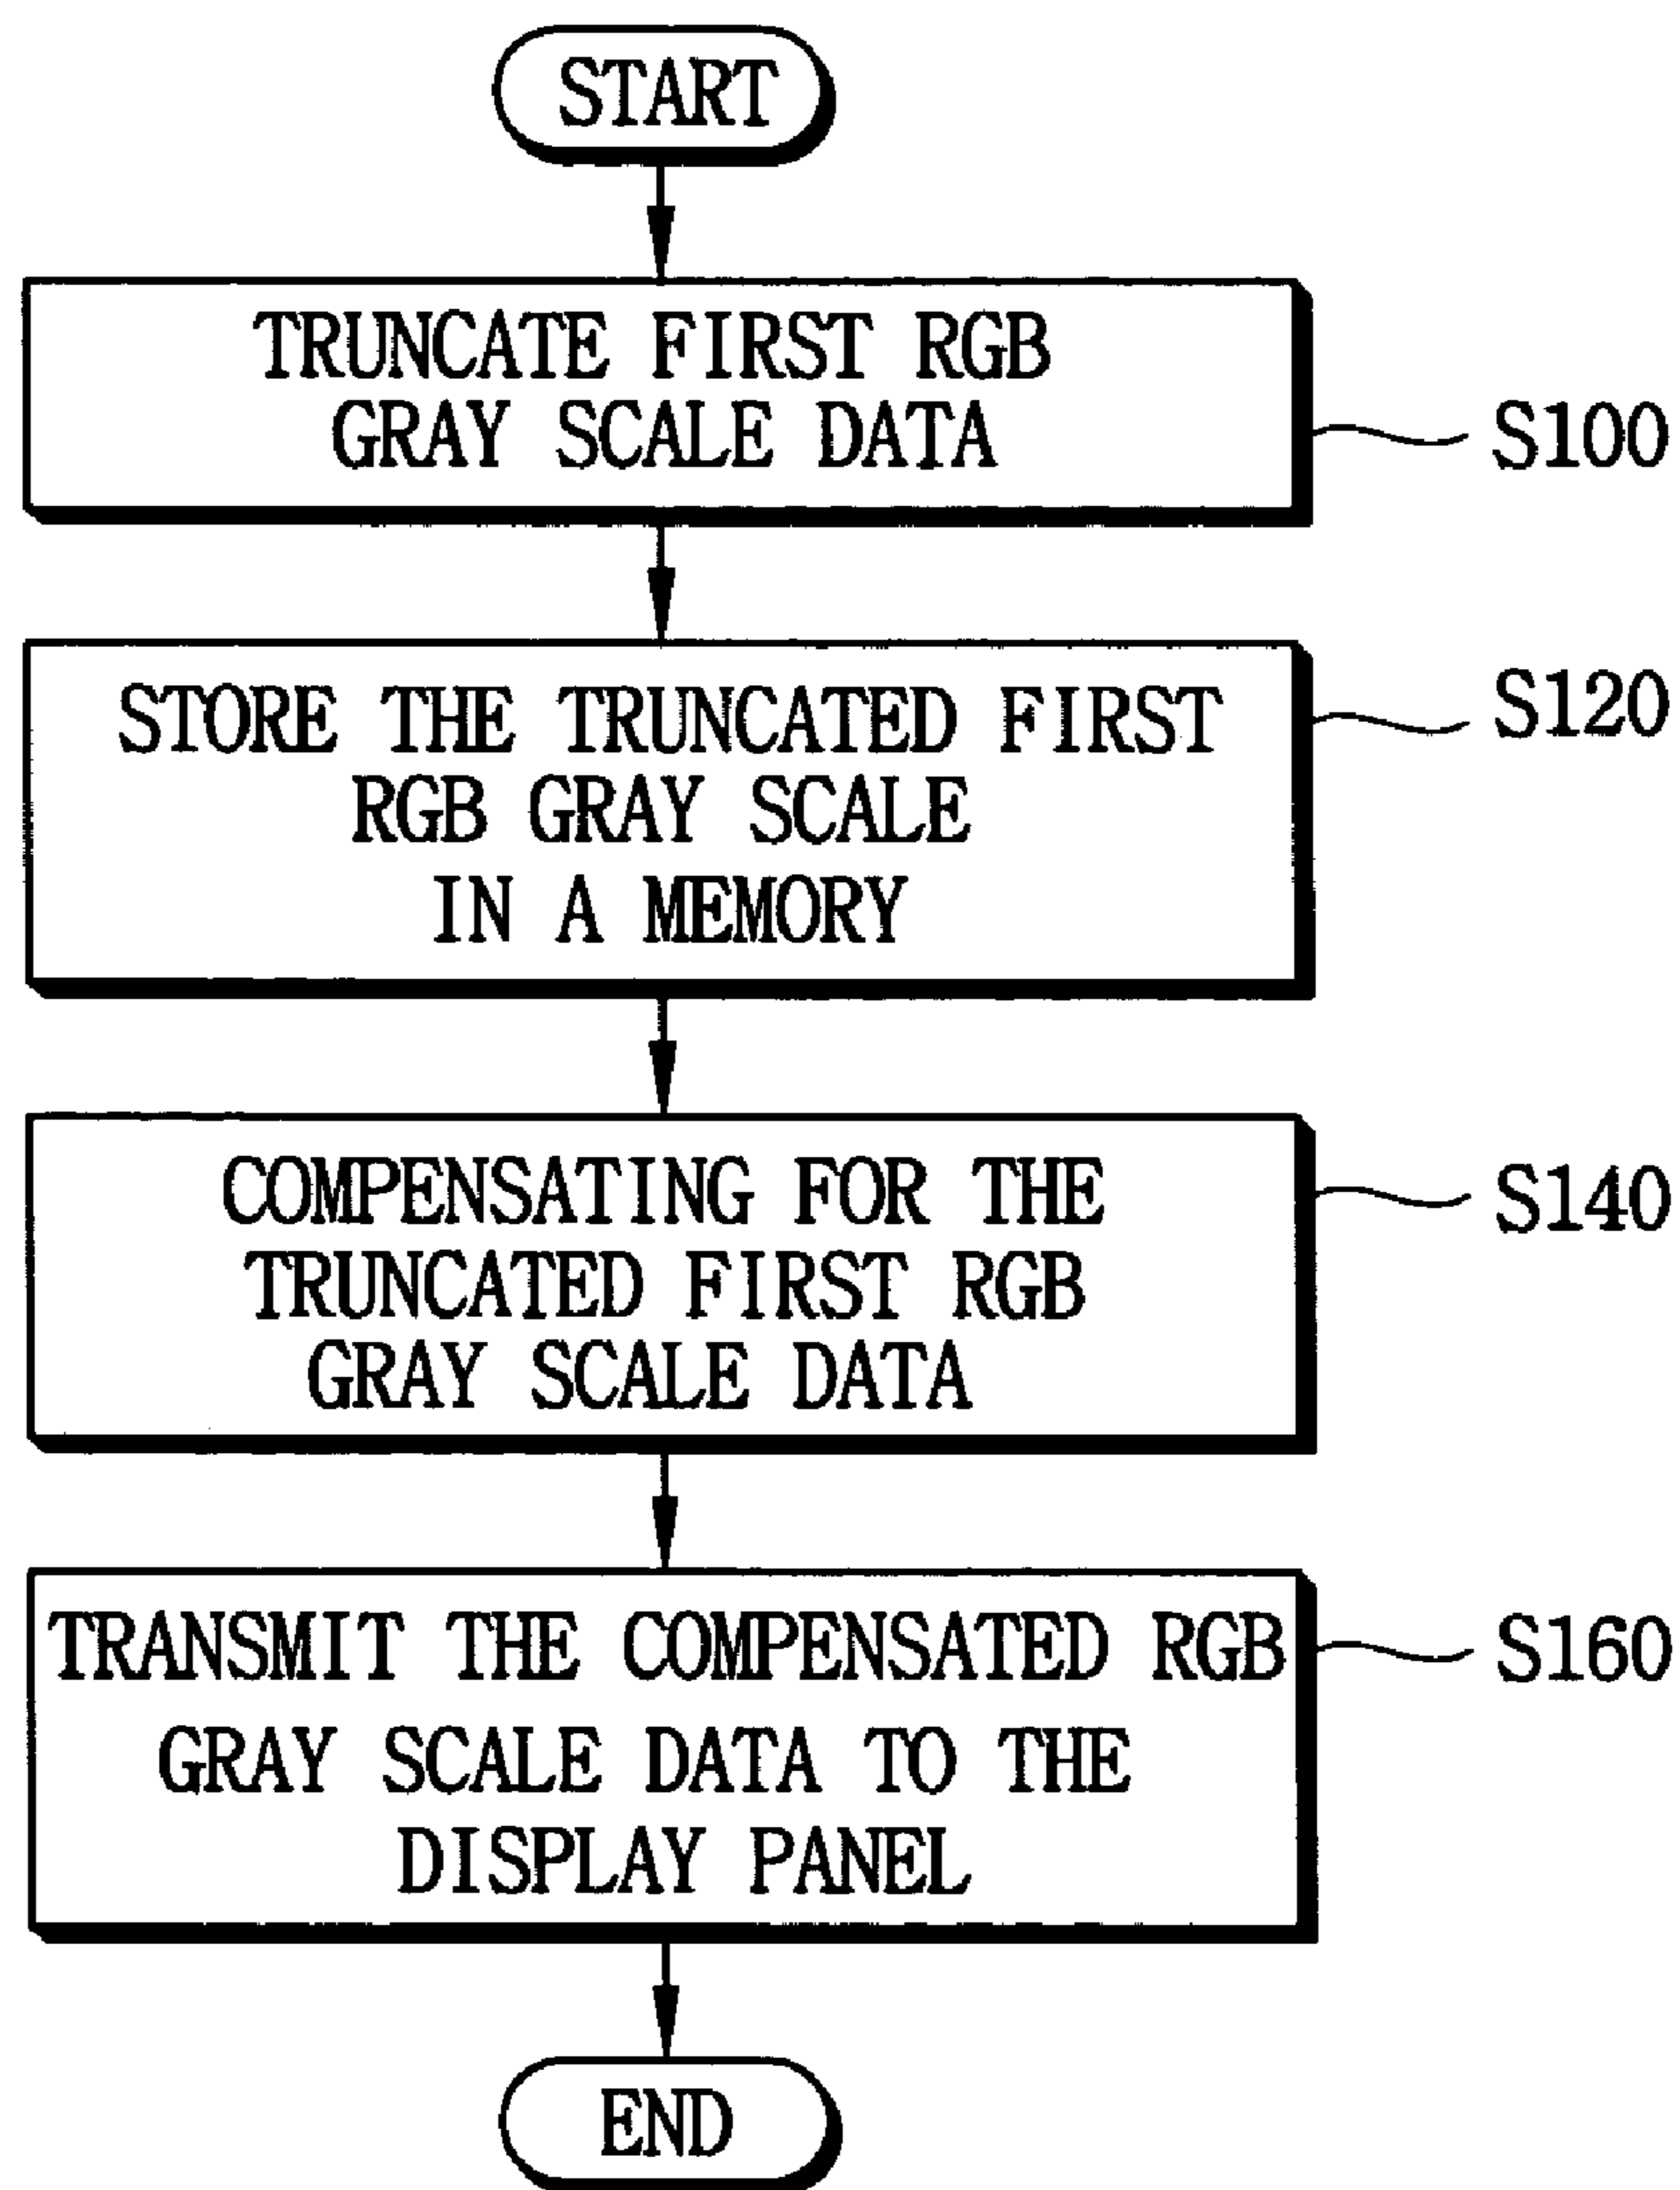 START
TRUNCATE FIRST RGB
GRAY SCALE DATA
S100
STORE THE TRUNCATED FIRST
RGB GRAY SCALE
IN A MEMORY
S120
COMPENSATING FOR THE
TRUNCATED FIRST RGB
GRAY SCALE DATA
S140
TRANSMIT THE COMPENSATED RGB
GRAY SCALE DATA TO THE
DISPLAY PANEL
S160
END